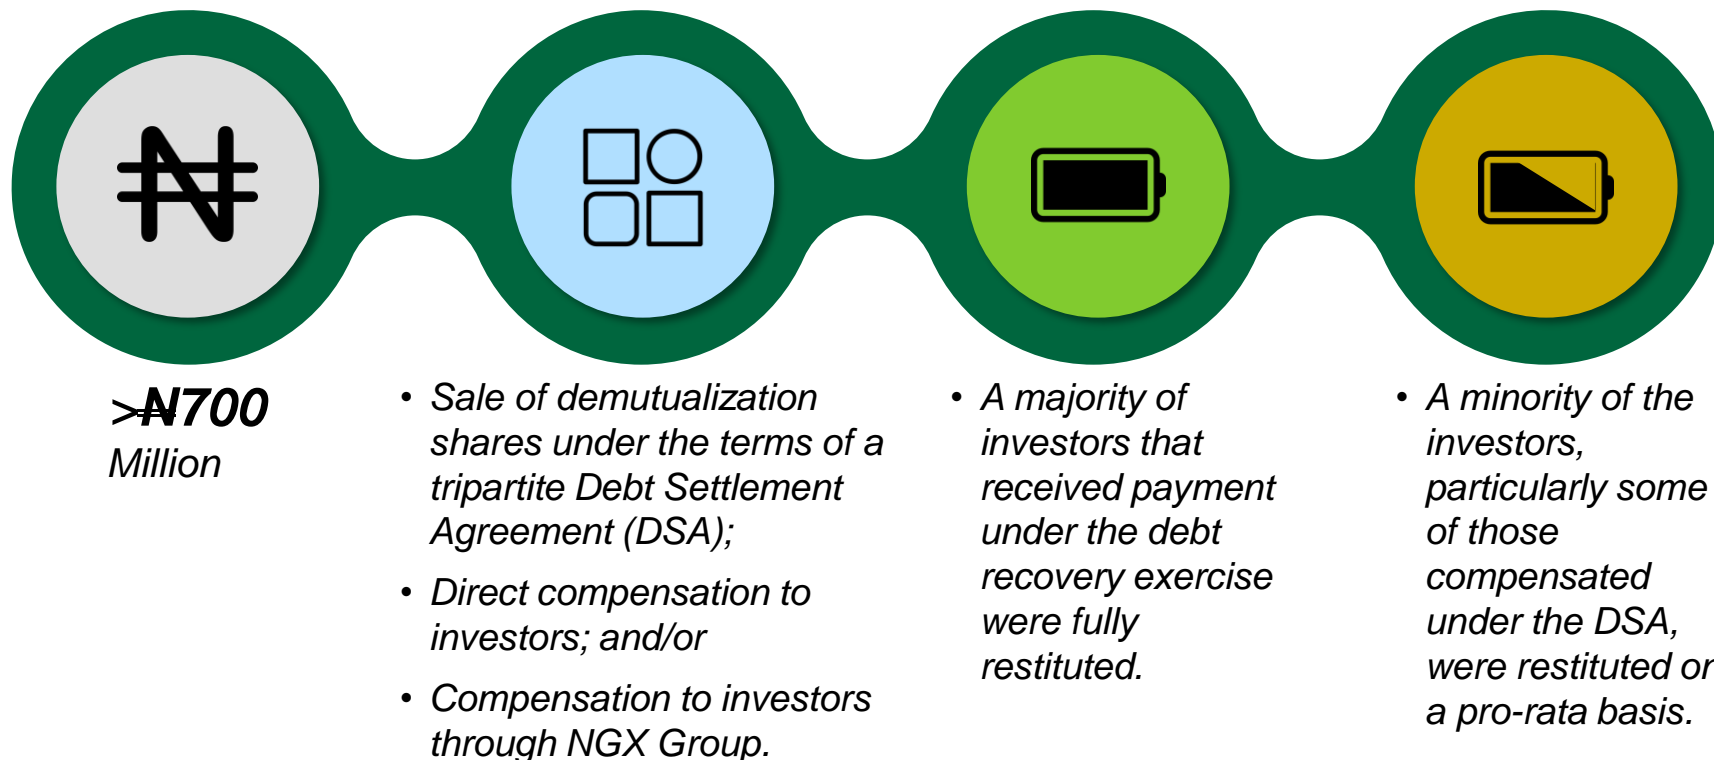 ₦
>₦700
Million
• Sale of demutualization
shares under the terms of a
tripartite Debt Settlement
Agreement (DSA);
• Direct compensation to
investors; and/or
• Compensation to investors
through NGX Group.
• A majority of
investors that
received payment
under the debt
recovery exercise
were fully
restituted.
• A minority of the
investors,
particularly some
of those
compensated
under the DSA,
were restituted on
a pro-rata basis.